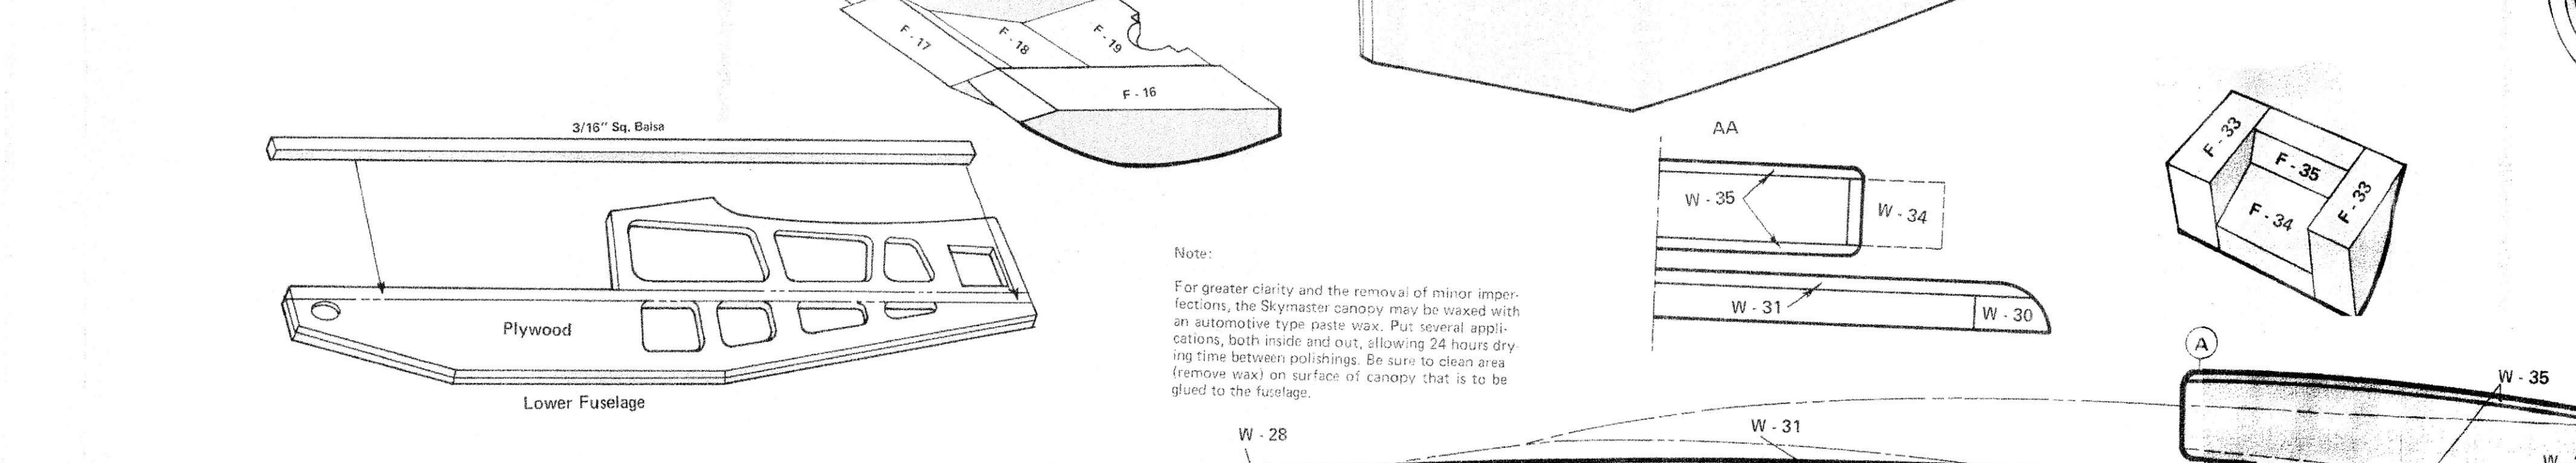 F - 17
F - 18
F - 19
F - 16
3/16" Sq. Balsa
Plywood
Lower Fuselage
Note:
For greater clarity and the removal of minor imper-
fections, the Skymaster canopy may be waxed with
an automotive type paste wax. Put several appli-
cations, both inside and out, allowing 24 hours dry-
ing time between polishings. Be sure to clean area
(remove wax) on surface of canopy that is to be
glued to the fuselage.
W - 28
AA
W - 35
W - 34
W - 31
W - 30
W - 31
F - 33
F - 35
F - 33
F - 34
A
W - 35